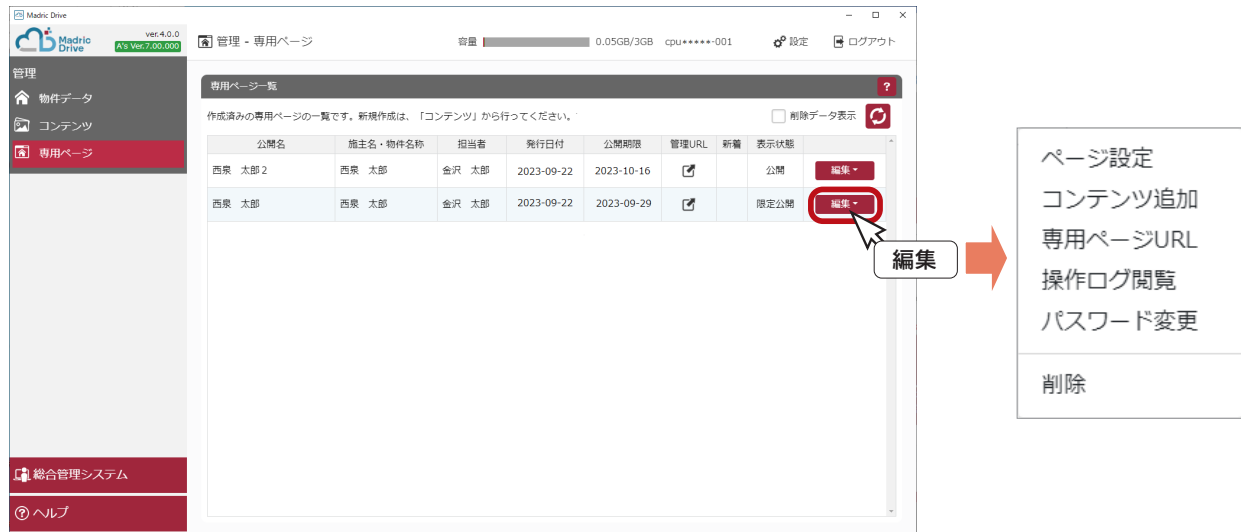 Madric Drive
Madric Drive
ver.4.0.0
A's Ver.7.00.000
管理 - 専用ページ
容量
0.05GB/3GB
cpu*****-001
設定
ログアウト
管理
物件データ
コンテンツ
専用ページ
専用ページ一覧
?
作成済みの専用ページの一覧です。新規作成は、「コンテンツ」から行ってください。
削除データ表示
公開名 施主名・物件名称 担当者 発行日付 公開期限 管理URL 新着 表示状態
西泉 太郎2 西泉 太郎 金沢 太郎 2023-09-22 2023-10-16 公開 編集
西泉 太郎 西泉 太郎 金沢 太郎 2023-09-22 2023-09-29 限定公開 編集
編集
ページ設定
コンテンツ追加
専用ページURL
操作ログ閲覧
パスワード変更
削除
総合管理システム
? ヘルプ